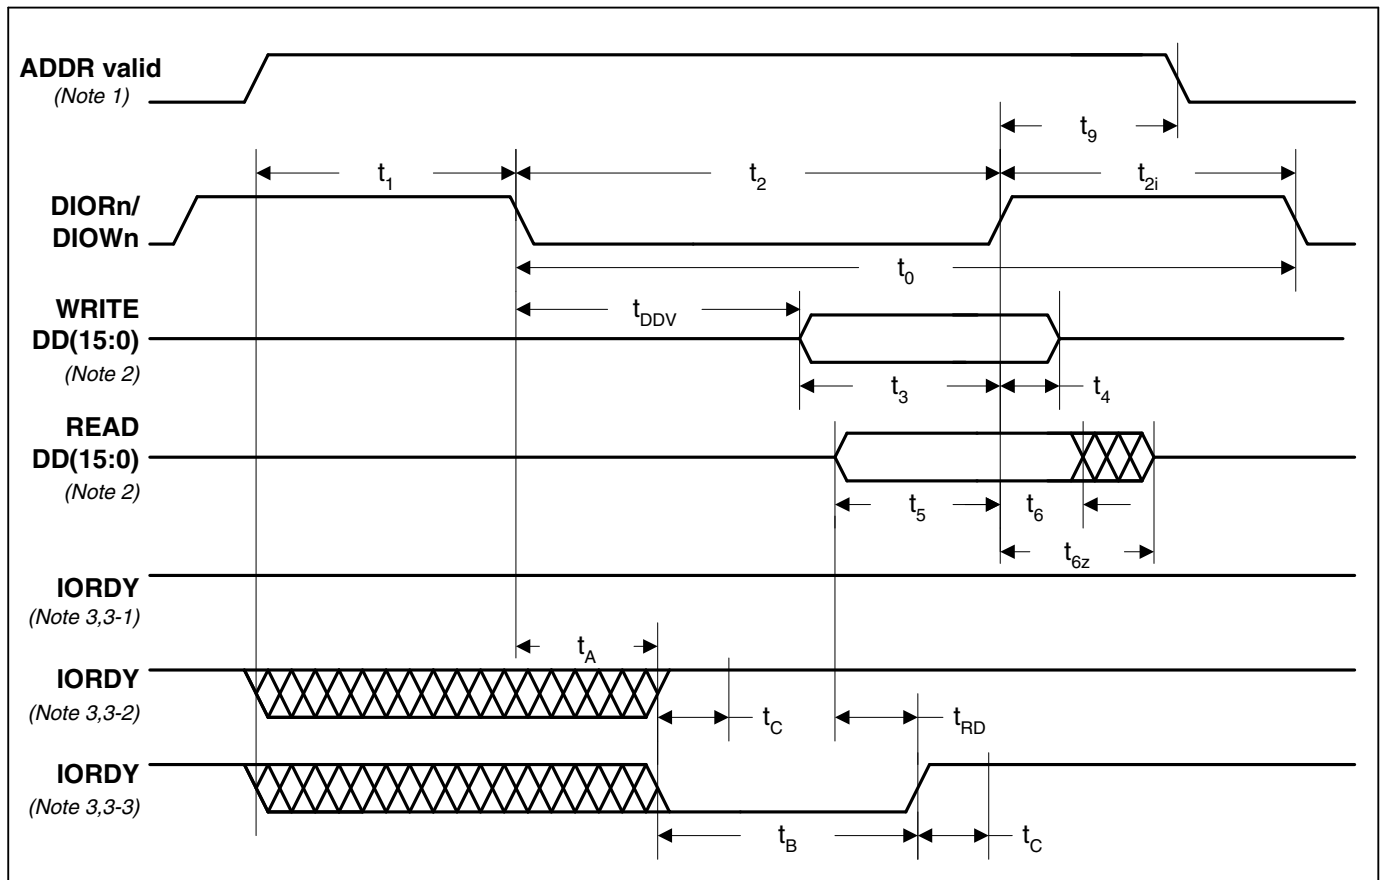 ADDR valid
(Note 1)
t9
t1
t2
t2i
DIORn/
DIOWn
t0
WRITE
DD(15:0)
(Note 2)
tDDV
t3
t4
READ
DD(15:0)
(Note 2)
t5
t6
t6z
IORDY
(Note 3,3-1)
tA
IORDY
(Note 3,3-2)
tC
tRD
IORDY
(Note 3,3-3)
tB
tC